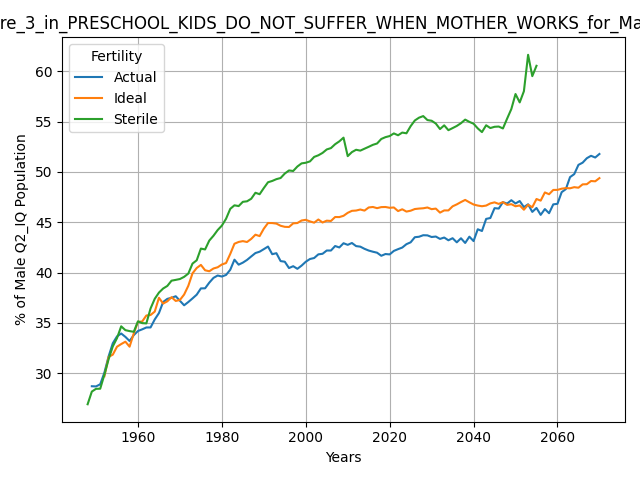 re_3_in_PRESCHOOL_KIDS_DO_NOT_SUFFER_WHEN_MOTHER_WORKS_for_Ma
Fertility
Actual
Ideal
Sterile
% of Male Q2_IQ Population
60
55
50
45
40
35
30
1960
1980
2000
2020
2040
2060
Years